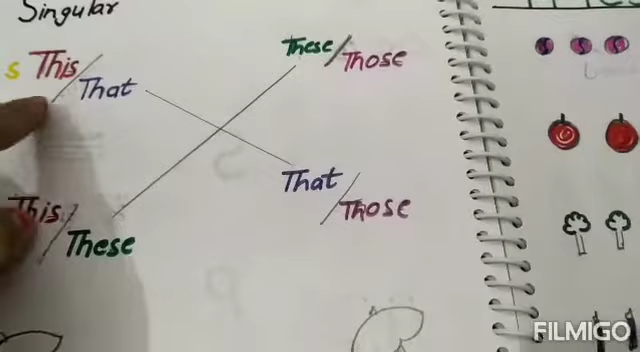 Singular
s This/That
These/Those
That/Those
This/These
S S S
FILMIGO